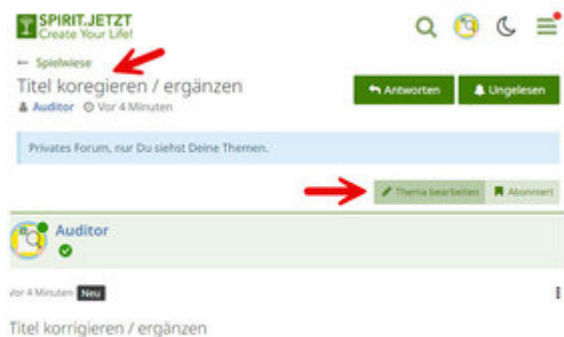 SPIRIT.JETZT
Create Your Life!
← Spielwiese
Titel koregieren / ergänzen
Auditor Vor 4 Minuten
Antworten
Ungelesen
Privates Forum, nur Du siehst Deine Themen.
Thema bearbeiten
Abonniert
Auditor
Vor 4 Minuten Neu
Titel korrigieren / ergänzen